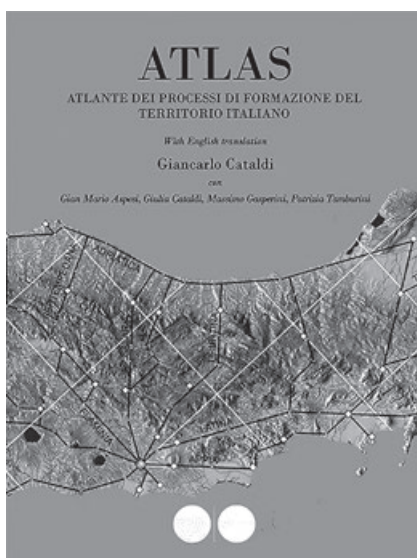 ATLAS
ATLANTE DEI PROCESSI DI FORMAZIONE DEL
TERRITORIO ITALIANO
With English translation
Giancarlo Cataldi
con
Gian Mario Aspesi, Giulia Cataldi, Massimo Gasperini, Patrizia Tamburini
ADRIATICA